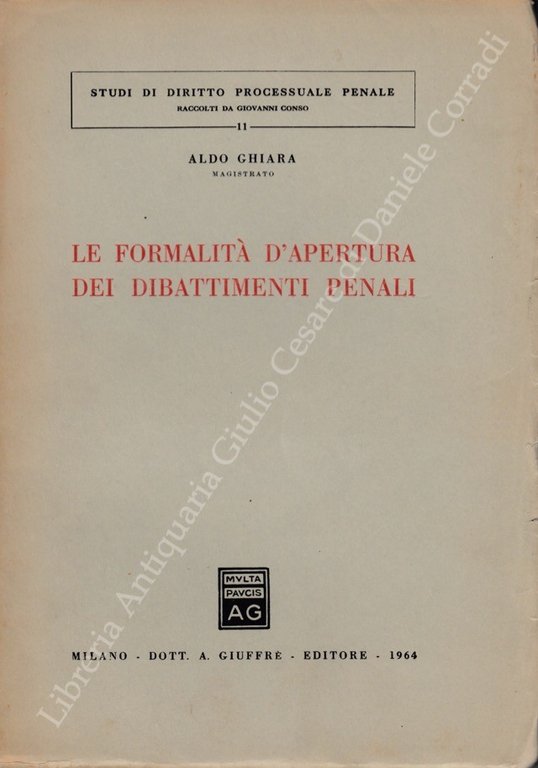 STUDI DI DIRITTO PROCESSUALE PENALE
RACCOLTI DA GIOVANNI CONSO
11
ALDO GHIARA
MAGISTRATO
LE FORMALITÀ D'APERTURA
DEI DIBATTIMENTI PENALI
MVLTA
PAVCIS
AG
MILANO - DOTT. A. GIUFFRÈ - EDITORE - 1964
Libreria Antiquaria Giulio Cesare di Daniele Corradi